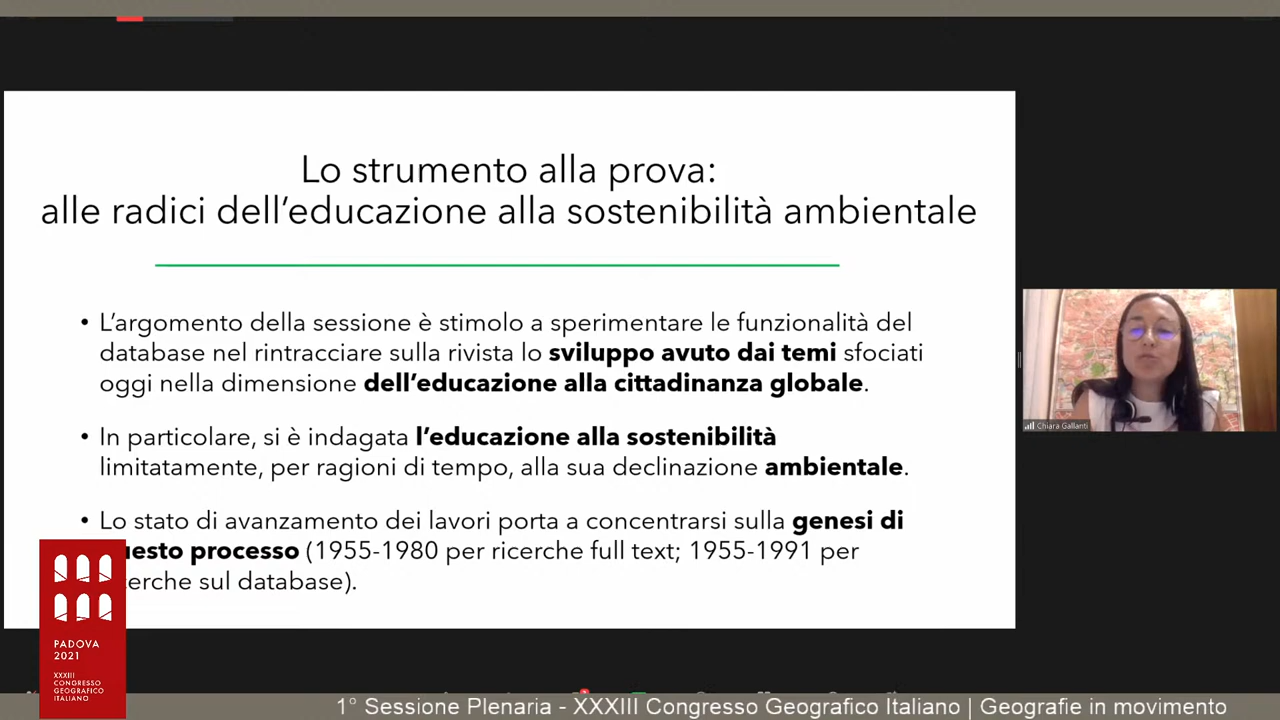 Lo strumento alla prova:
alle radici dell’educazione alla sostenibilità ambientale
• L’argomento della sessione è stimolo a sperimentare le funzionalità del
database nel rintracciare sulla rivista lo sviluppo avuto dai temi sfociati
oggi nella dimensione dell’educazione alla cittadinanza globale.
• In particolare, si è indagata l’educazione alla sostenibilità
limitatamente, per ragioni di tempo, alla sua declinazione ambientale.
• Lo stato di avanzamento dei lavori porta a concentrarsi sulla genesi di
processo (1955-1980 per ricerche full text; 1955-1991 per
sul database).
Chiara Gallanti
PADOVA
2021
XXXIII
CONGRESSO
GEOGRAFICO
ITALIANO
1° Sessione Plenaria - XXXIII Congresso Geografico Italiano | Geografie in movimento